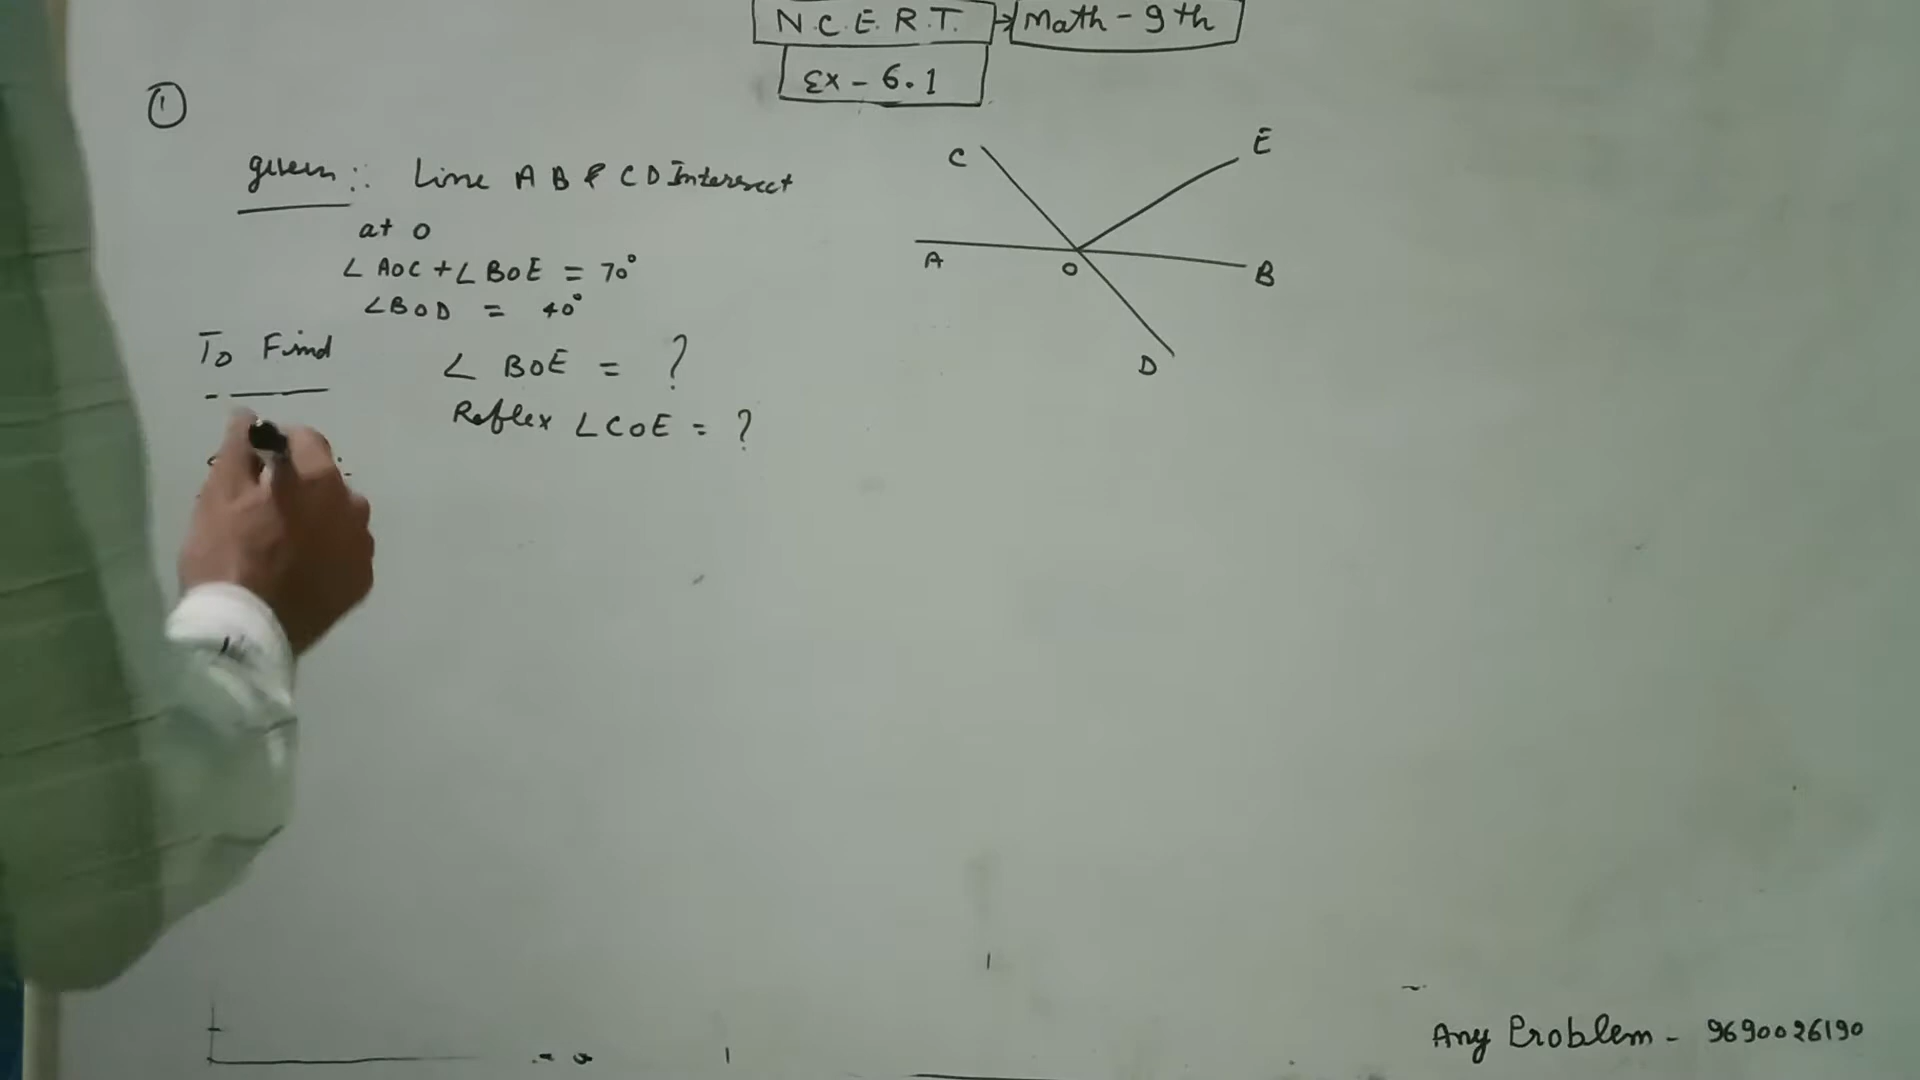 N.C.E.R.T. → Math - 9th
Ex - 6.1
①
given:: Line AB & CD Intersect
at O
∠AOC + ∠BOE = 70°
∠BOD = 40°
To Find
∠BOE = ?
Reflex ∠COE = ?
C
E
A
O
B
D
Any Problem - 9690026190